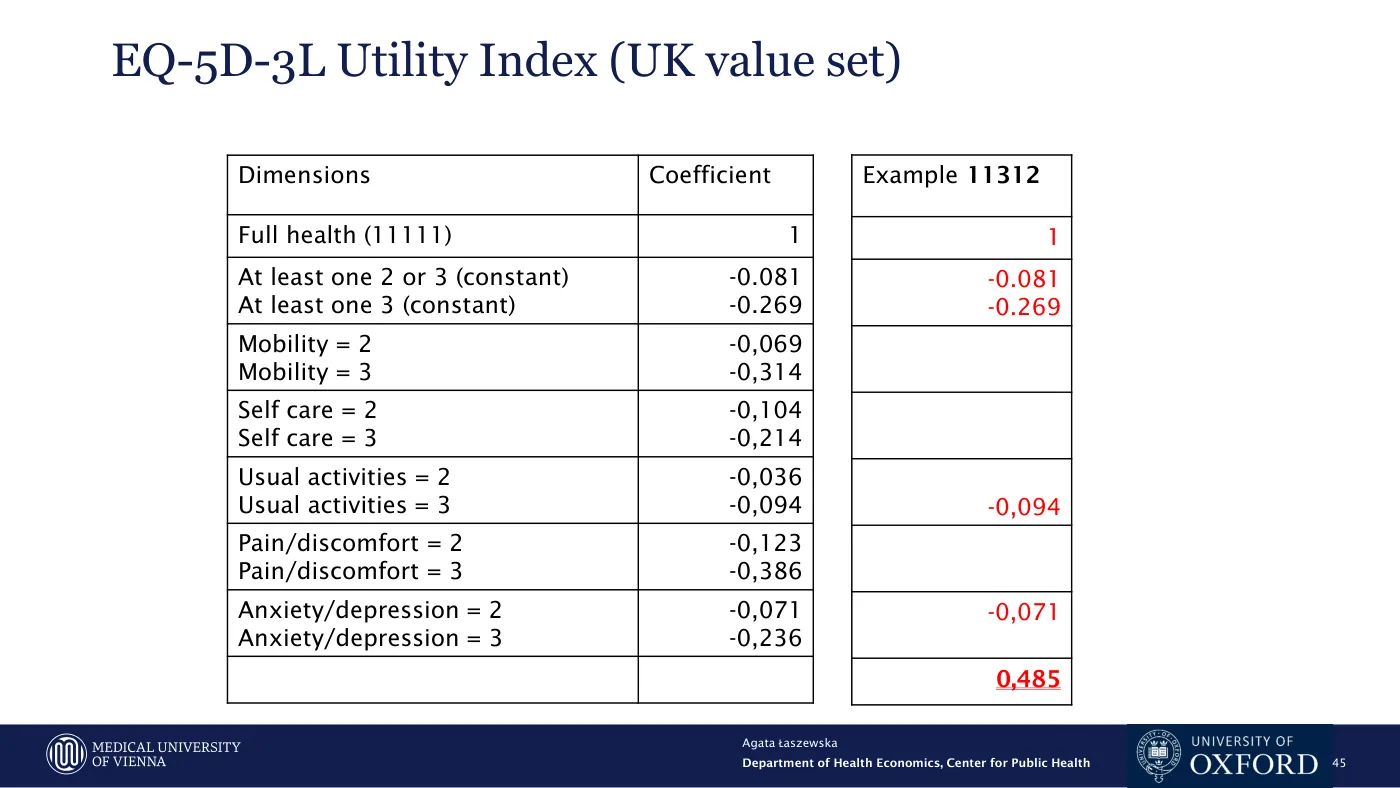 EQ-5D-3L Utility Index (UK value set)
Dimensions Coefficient
Full health (11111) 1
At least one 2 or 3 (constant) -0.081
At least one 3 (constant) -0.269
Mobility = 2 -0,069
Mobility = 3 -0,314
Self care = 2 -0,104
Self care = 3 -0,214
Usual activities = 2 -0,036
Usual activities = 3 -0,094
Pain/discomfort = 2 -0,123
Pain/discomfort = 3 -0,386
Anxiety/depression = 2 -0,071
Anxiety/depression = 3 -0,236
Example 11312
1
-0.081
-0.269
-0,094
-0,071
0,485
MEDICAL UNIVERSITY
OF VIENNA
Agata Łaszewska
Department of Health Economics, Center for Public Health
UNIVERSITY OF
OXFORD
45